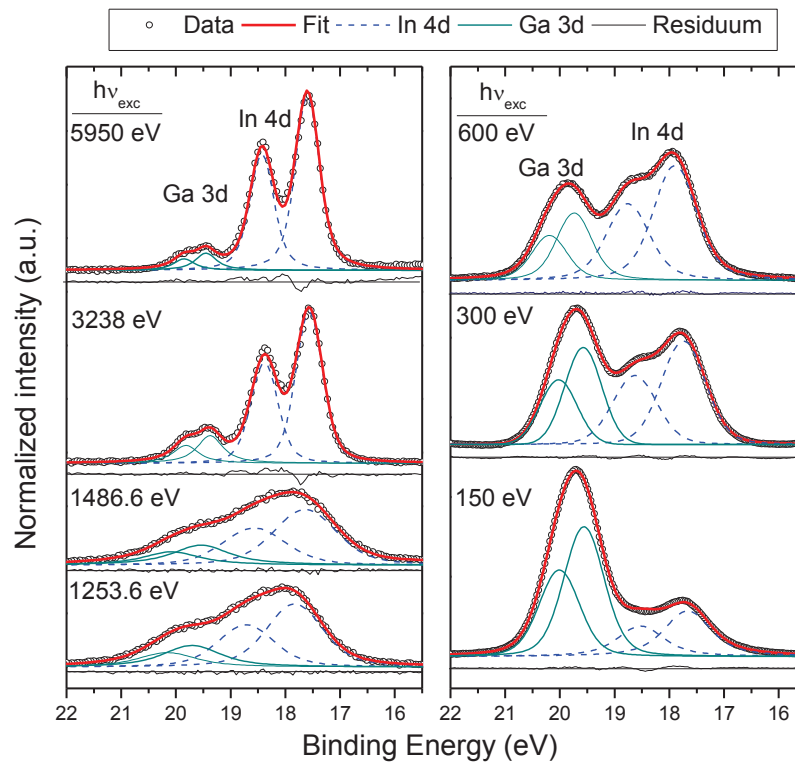 Data Fit In 4d Ga 3d Residuum
hν exc
5950 eV
In 4d
Ga 3d
3238 eV
1486.6 eV
1253.6 eV
hν exc
600 eV
In 4d
Ga 3d
300 eV
150 eV
22 21 20 19 18 17 16
22 21 20 19 18 17 16
Normalized intensity (a.u.)
Binding Energy (eV)